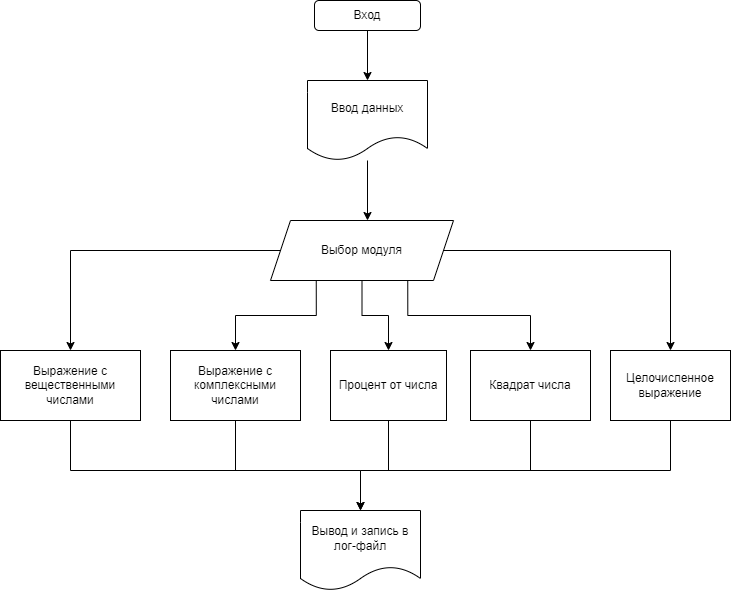 Вход
Ввод данных
Выбор модуля
Выражение с
вещественными
числами
Выражение с
комплексными
числами
Процент от числа
Квадрат числа
Целочисленное
выражение
Вывод и запись в
лог-файл